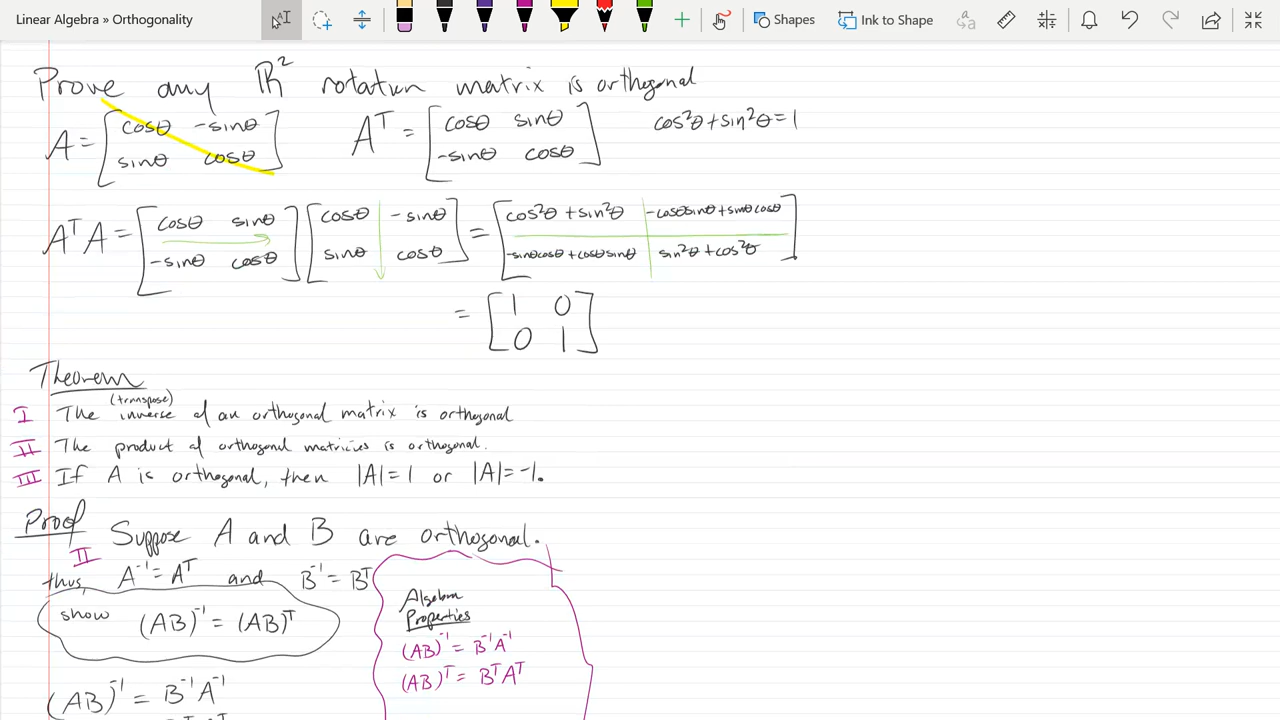 Linear Algebra » Orthogonality
Shapes
Ink to Shape
Prove any ℝ² rotation matrix is orthogonal
A = [cosθ -sinθ; sinθ cosθ] Aᵀ = [cosθ sinθ; -sinθ cosθ] cos²θ+sin²θ=1
AᵀA = [cosθ sinθ; -sinθ cosθ] [cosθ -sinθ; sinθ cosθ] = [cos²θ+sin²θ -cosθsinθ+sinθcosθ; -sinθcosθ+cosθsinθ sin²θ+cos²θ]
= [1 0; 0 1]
Theorem
(transpose)
I The inverse of an orthogonal matrix is orthogonal
II The product of orthogonal matricies is orthogonal.
III If A is orthogonal, then |A|=1 or |A|=-1.
Proof Suppose A and B are orthogonal.
II
thus, A⁻¹=Aᵀ and B⁻¹=Bᵀ
show (AB)⁻¹=(AB)ᵀ
Algebra
Properties
(AB)⁻¹=B⁻¹A⁻¹
(AB)ᵀ=BᵀAᵀ
(AB)⁻¹=B⁻¹A⁻¹